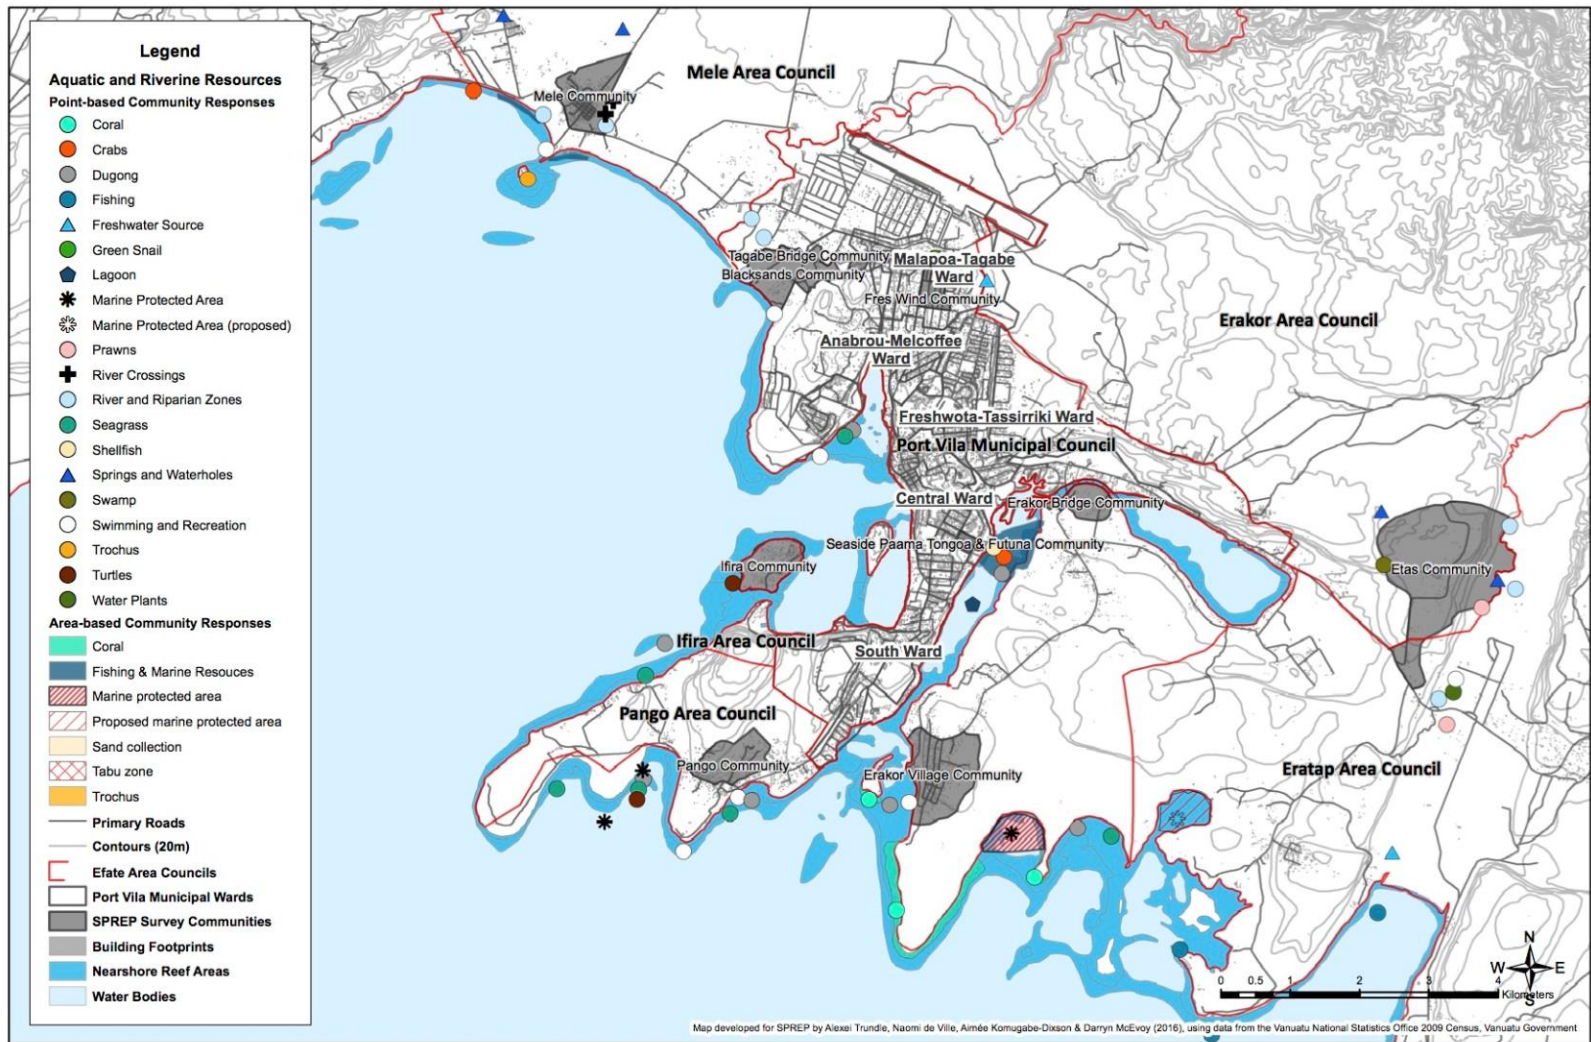 Legend
Aquatic and Riverine Resources
Point-based Community Responses
Coral
Crabs
Dugong
Fishing
Freshwater Source
Green Snail
Lagoon
Marine Protected Area
Marine Protected Area (proposed)
Prawns
River Crossings
River and Riparian Zones
Seagrass
Shellfish
Springs and Waterholes
Swamp
Swimming and Recreation
Trochus
Turtles
Water Plants
Area-based Community Responses
Coral
Fishing & Marine Resouces
Marine protected area
Proposed marine protected area
Sand collection
Tabu zone
Trochus
Primary Roads
Contours (20m)
Efate Area Councils
Port Vila Municipal Wards
SPREP Survey Communities
Building Footprints
Nearshore Reef Areas
Water Bodies
Mele Area Council
Mele Community
Tagabe Bridge Community
Malapoa-Tagabe
Ward
Blacksands Community
Fres Wind Community
Erakor Area Council
Anabrou-Melcoffee
Ward
Freshwota-Tassirriki Ward
Port Vila Municipal Council
Central Ward
Erakor Bridge Community
Seaside Paama Tongoa & Futuna Community
Ifira Community
Etas Community
Ifira Area Council
South Ward
Pango Area Council
Pango Community
Erakor Village Community
Eratap Area Council
N
W
E
S
0 0.5 1 2 3 4
Kilometers
Map developed for SPREP by Alexei Trundle, Naomi de Ville, Aimée Komugabe-Dixson & Darryn McEvoy (2016), using data from the Vanuatu National Statistics Office 2009 Census, Vanuatu Government